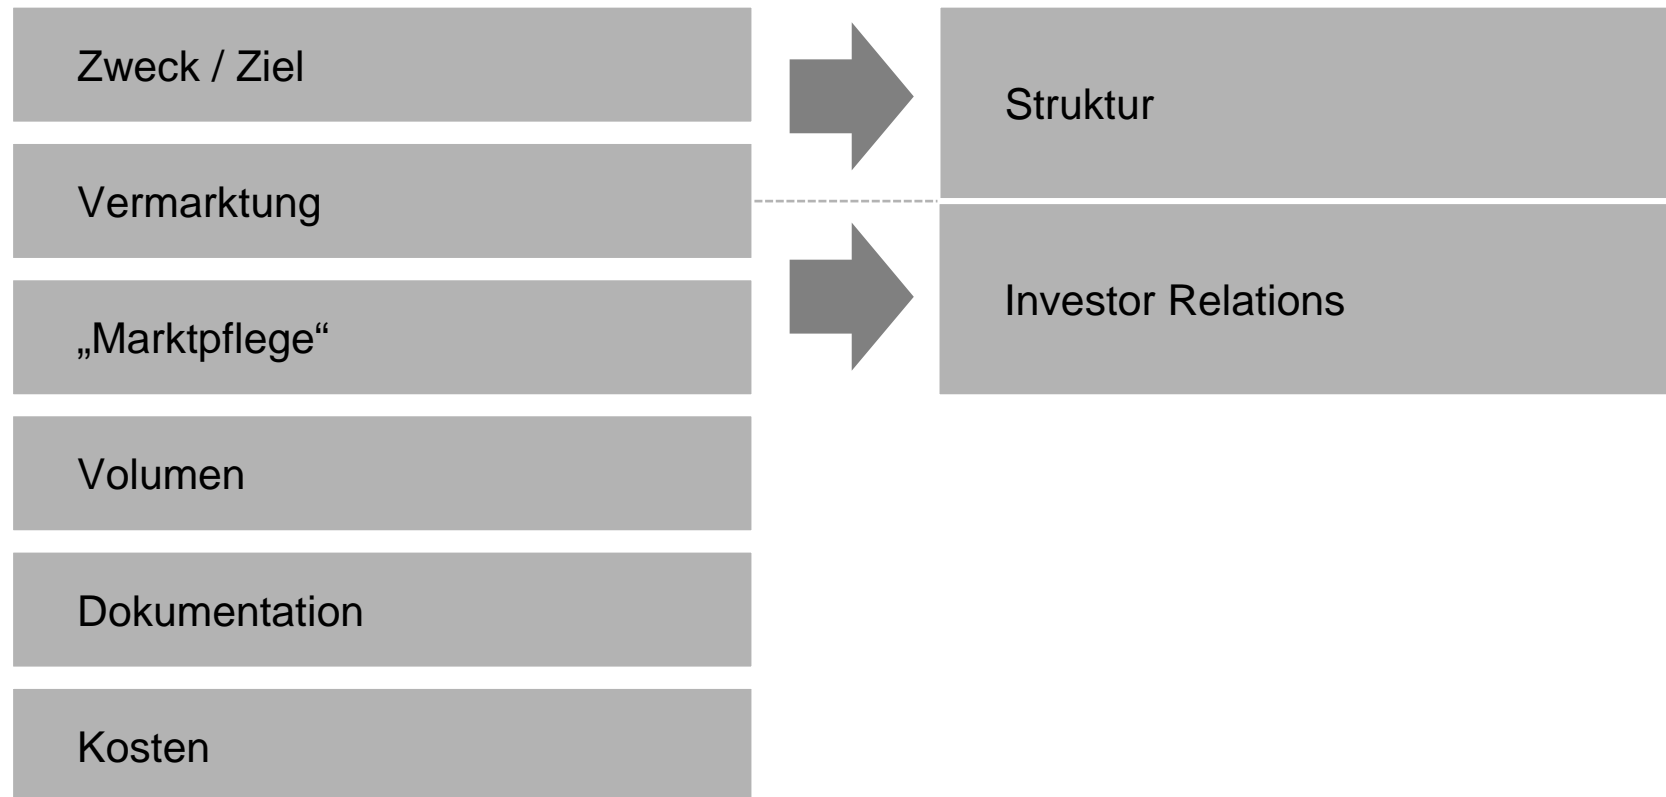 Zweck / Ziel
Vermarktung
„Marktpflege“
Volumen
Dokumentation
Kosten
Struktur
Investor Relations